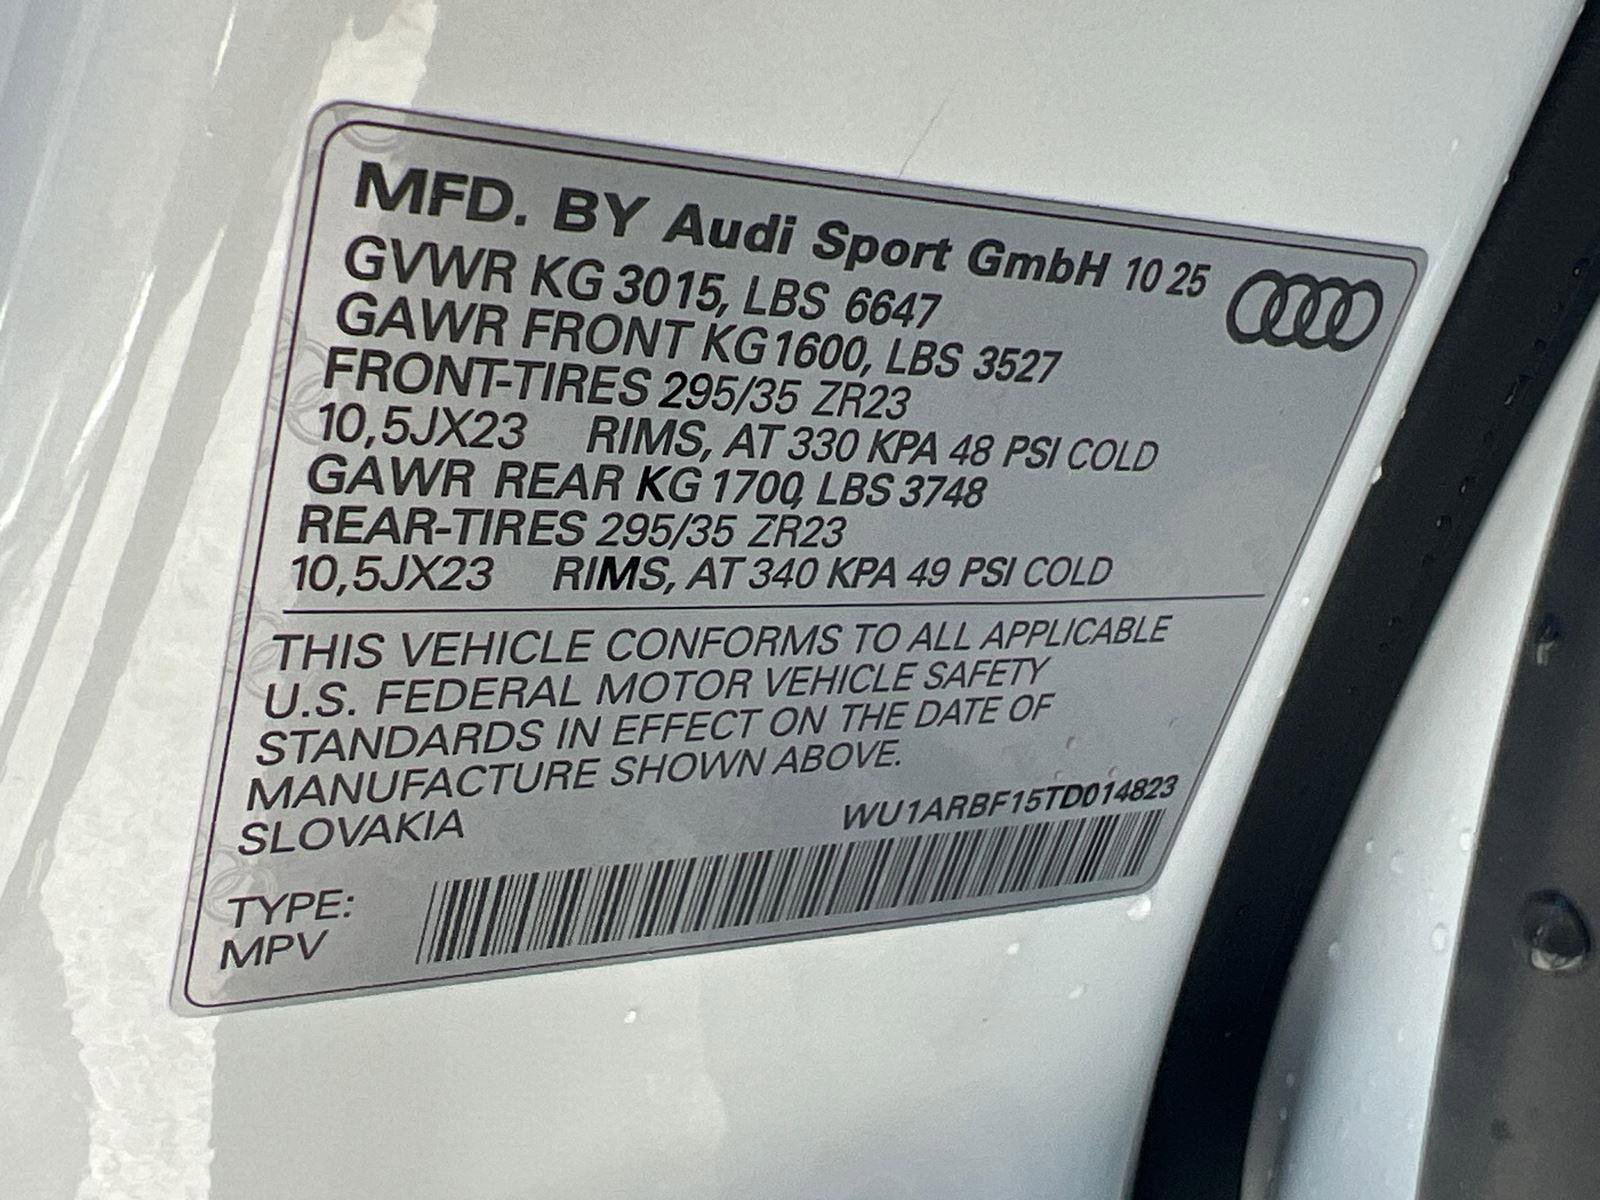 MFD. BY Audi Sport GmbH 10 25
GVWR KG 3015, LBS 6647
GAWR FRONT KG 1600, LBS 3527
FRONT-TIRES 295/35 ZR23
10,5JX23 RIMS, AT 330 KPA 48 PSI COLD
GAWR REAR KG 1700, LBS 3748
REAR-TIRES 295/35 ZR23
10,5JX23 RIMS, AT 340 KPA 49 PSI COLD
THIS VEHICLE CONFORMS TO ALL APPLICABLE
U.S. FEDERAL MOTOR VEHICLE SAFETY
STANDARDS IN EFFECT ON THE DATE OF
MANUFACTURE SHOWN ABOVE.
SLOVAKIA
WU1ARBF15TD014823
TYPE:
MPV